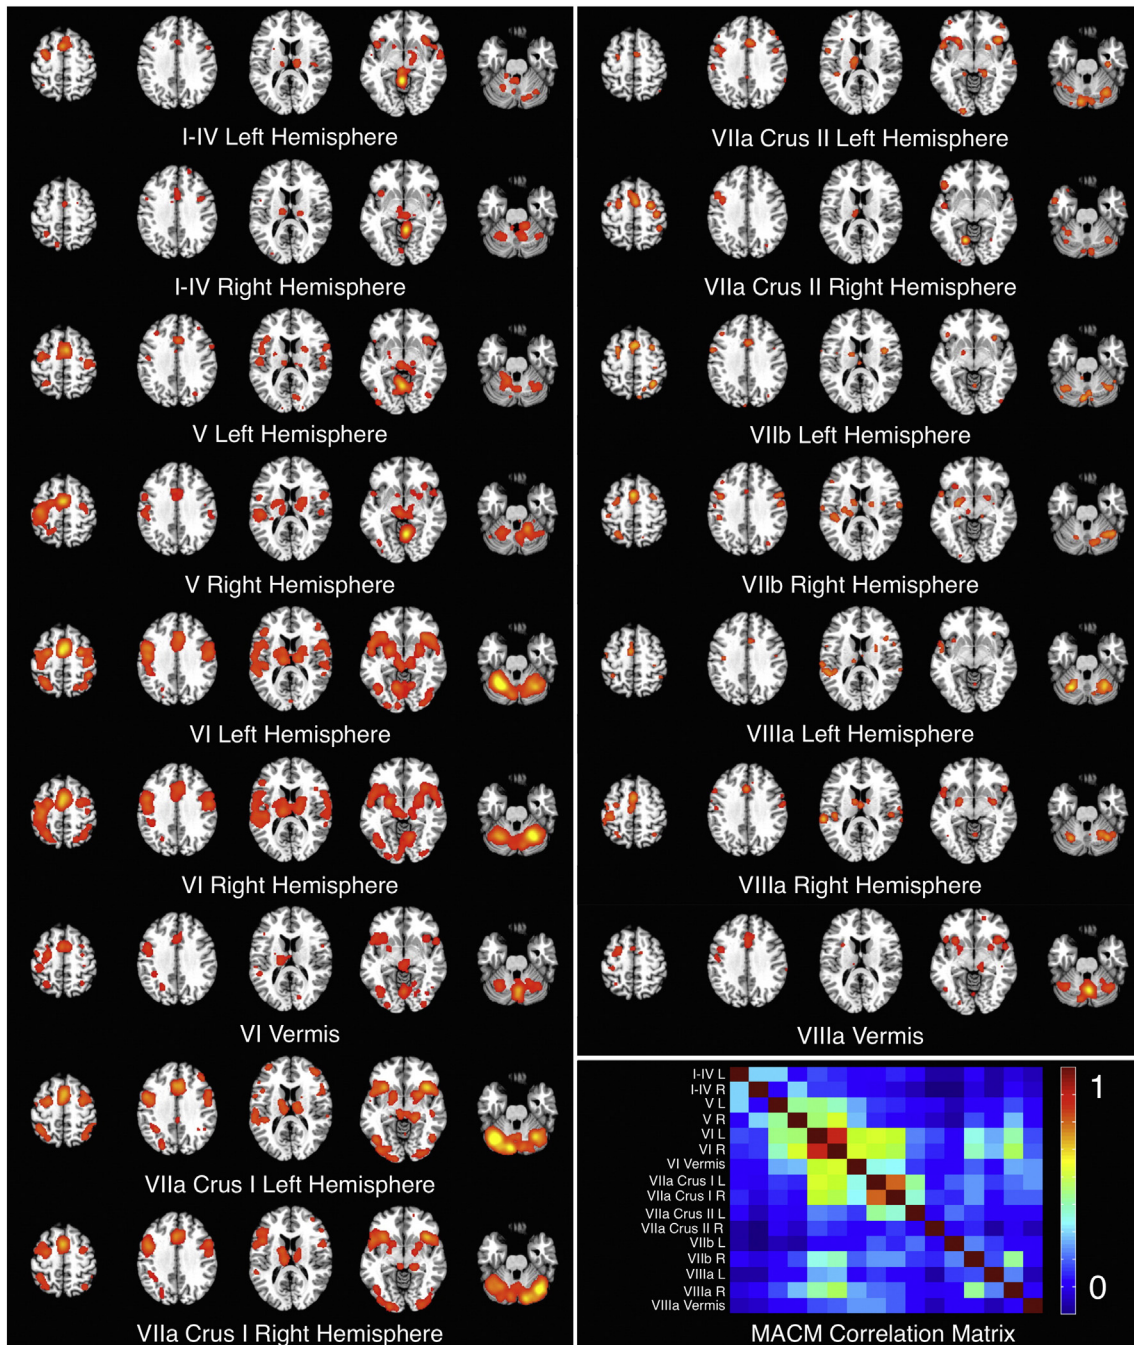 I-IV Left Hemisphere
I-IV Right Hemisphere
V Left Hemisphere
V Right Hemisphere
VI Left Hemisphere
VI Right Hemisphere
VI Vermis
VIIa Crus I Left Hemisphere
VIIa Crus I Right Hemisphere
VIIa Crus II Left Hemisphere
VIIa Crus II Right Hemisphere
VIIb Left Hemisphere
VIIb Right Hemisphere
VIIIa Left Hemisphere
VIIIa Right Hemisphere
VIIIa Vermis
I-IV L
I-IV R
V L
V R
VI L
VI R
VI Vermis
VIIa Crus I L
VIIa Crus I R
VIIa Crus II L
VIIa Crus II R
VIIb L
VIIb R
VIIIa L
VIIIa R
VIIIa Vermis
1
0
MACM Correlation Matrix